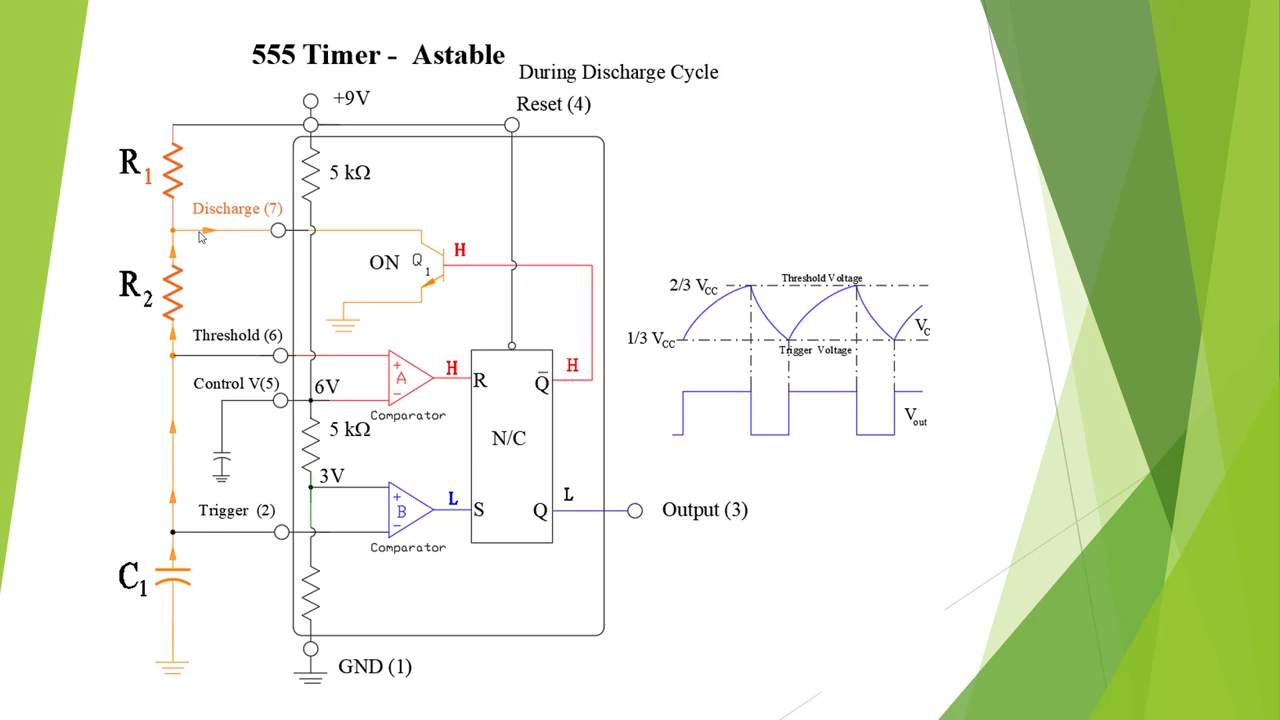 555 Timer - Astable
During Discharge Cycle
+9V
Reset (4)
R1
5 kΩ
Discharge (7)
ON Q1
H
R2
2/3 VCC
Threshold Voltage
Threshold (6)
1/3 VCC
VC
Trigger Voltage
+
A
-
H
R
Q̅
H
Control V(5)
6V
Comparator
5 kΩ
N/C
Vout
3V
Trigger (2)
+
B
-
L
S
Q
L
Output (3)
Comparator
C1
GND (1)